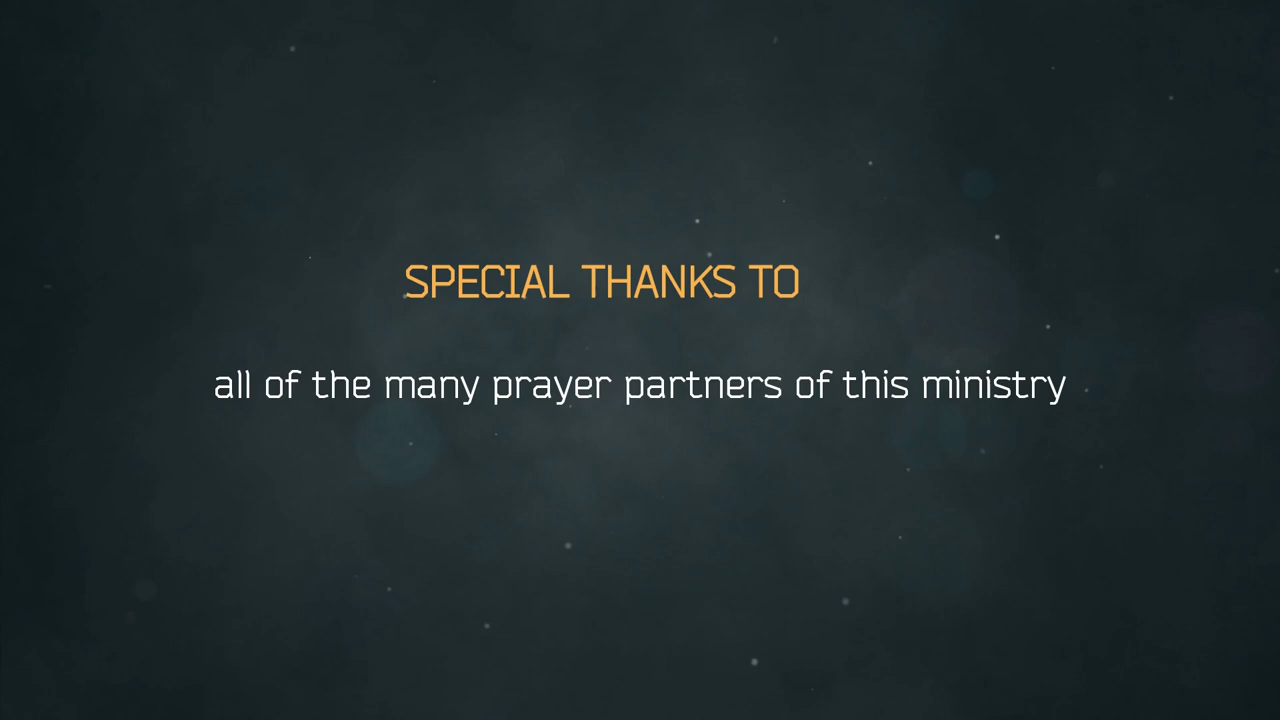 SPECIAL THANKS TO
all of the many prayer partners of this ministry